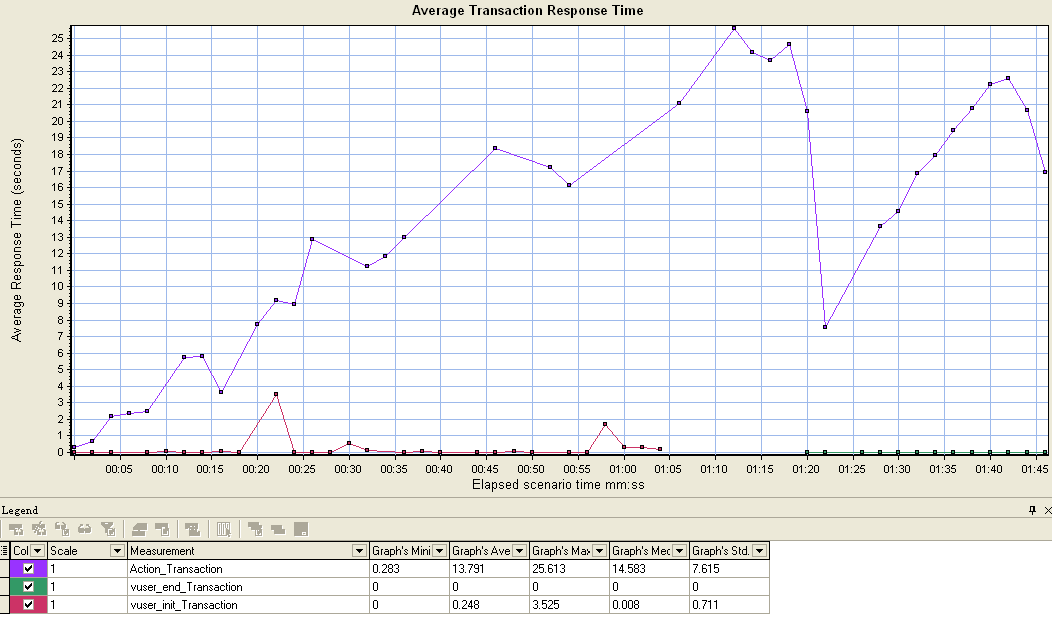 Average Transaction Response Time
Average Response Time (seconds)
25
24
23
22
21
20
19
18
17
16
15
14
13
12
11
10
9
8
7
6
5
4
3
2
1
0
00:05 00:10 00:15 00:20 00:25 00:30 00:35 00:40 00:45 00:50 00:55 01:00 01:05 01:10 01:15 01:20 01:25 01:30 01:35 01:40 01:45
Elapsed scenario time mm:ss
Legend
Col Scale Measurement Graph's Mini Graph's Ave Graph's Max Graph's Med Graph's Std.
1 Action_Transaction 0.283 13.791 25.613 14.583 7.615
1 vuser_end_Transaction 0 0 0 0 0
1 vuser_init_Transaction 0 0.248 3.525 0.008 0.711